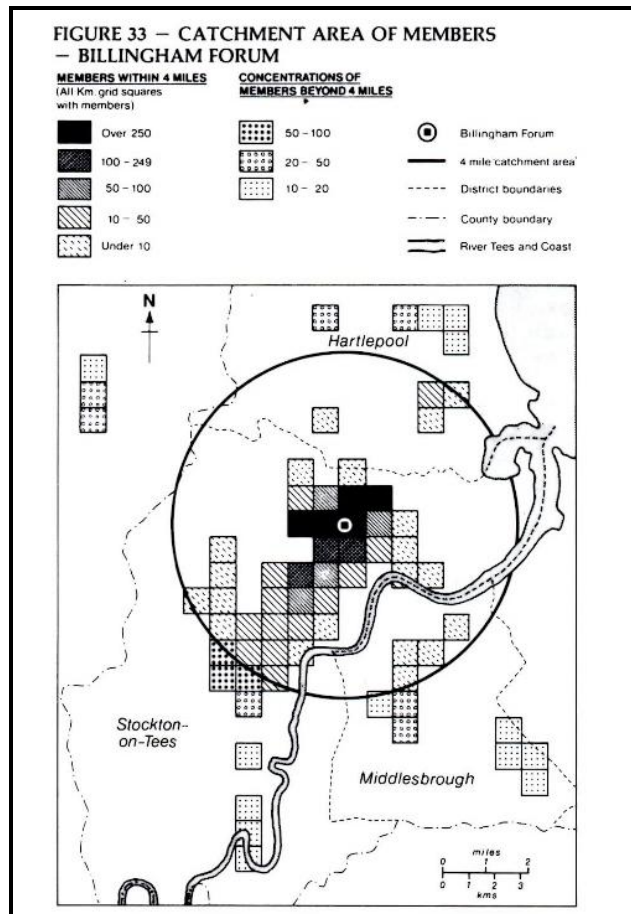 FIGURE 33 — CATCHMENT AREA OF MEMBERS
— BILLINGHAM FORUM
MEMBERS WITHIN 4 MILES
(All Km. grid squares
with members)
Over 250
100-249
50-100
10-50
Under 10
CONCENTRATIONS OF
MEMBERS BEYOND 4 MILES
50-100
20-50
10-20
Billingham Forum
4 mile 'catchment area'
District boundaries
County boundary
River Tees and Coast
N
Hartlepool
Stockton-
on-Tees
Middlesbrough
miles
0 1 2
0 1 2 3
kms